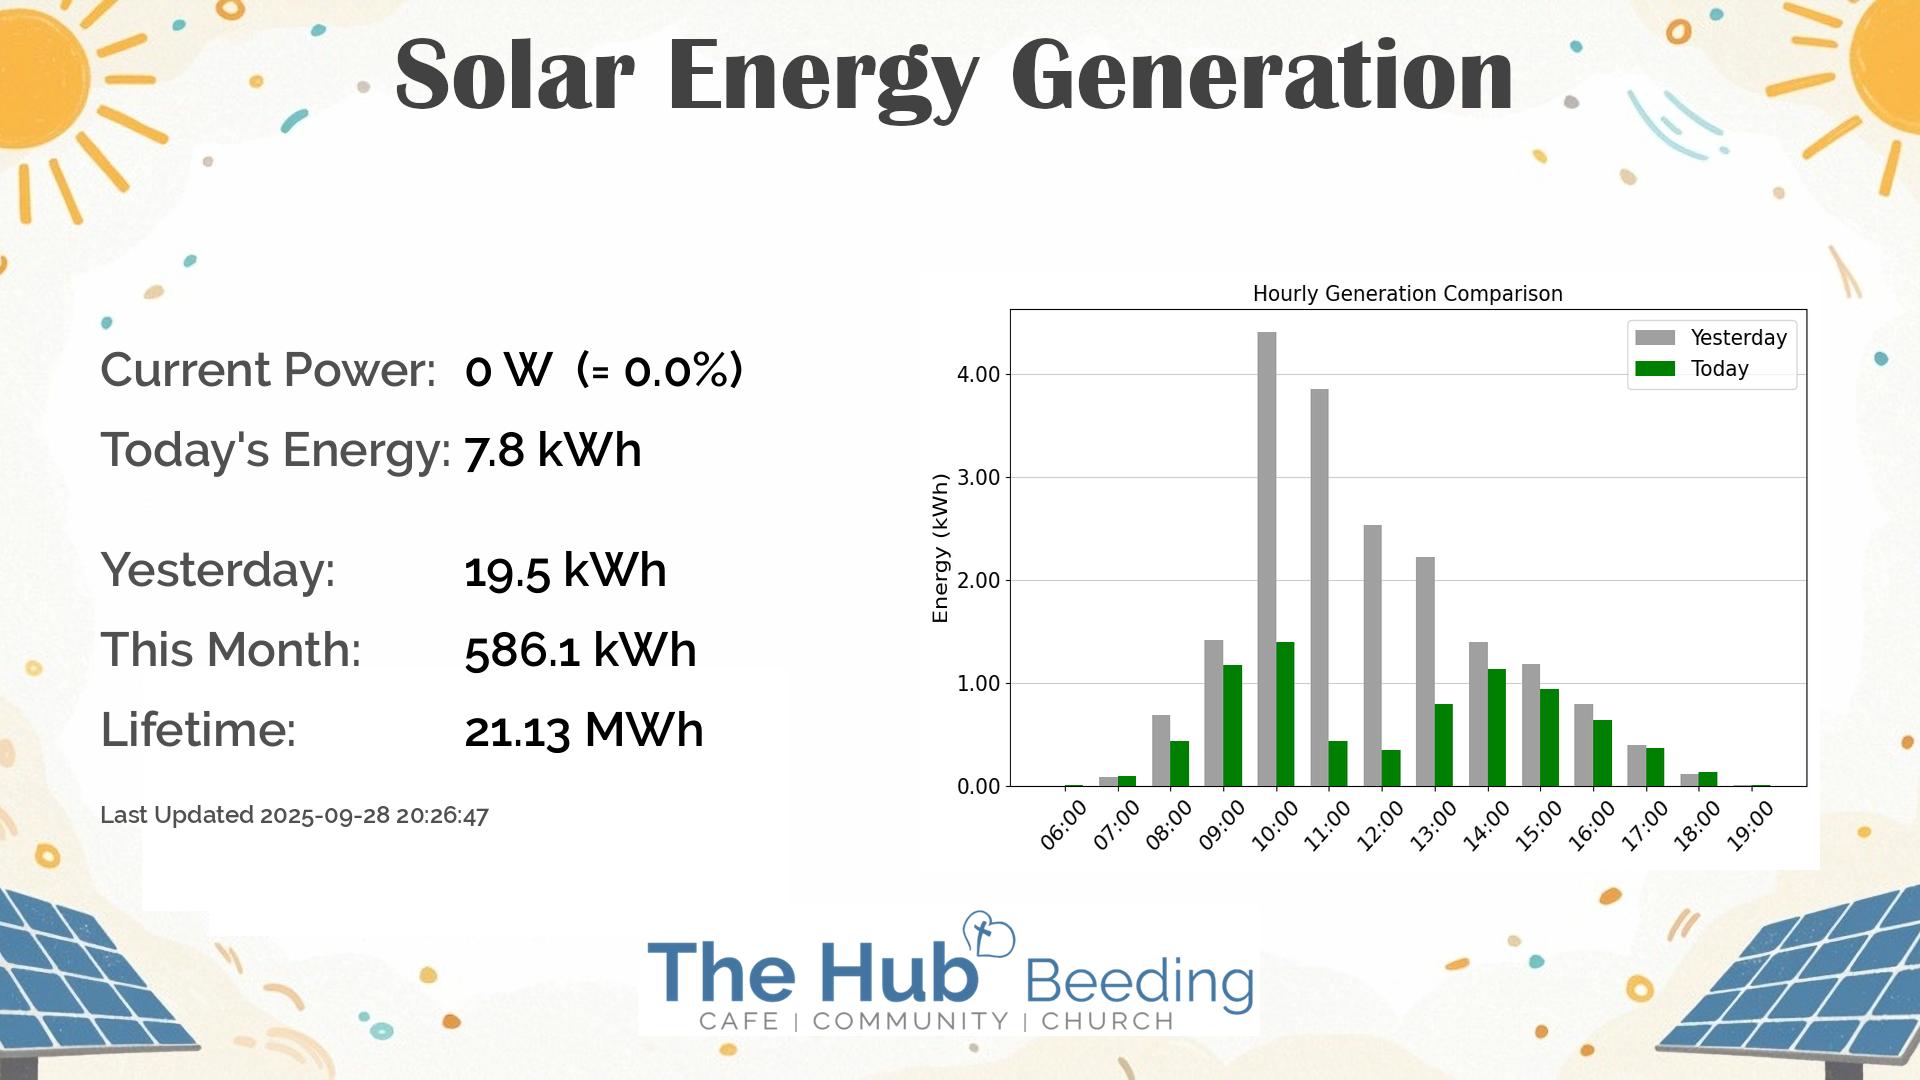 Solar Energy Generation
Current Power: 0 W (= 0.0%)
Today's Energy: 7.8 kWh
Yesterday: 19.5 kWh
This Month: 586.1 kWh
Lifetime: 21.13 MWh
Last Updated 2025-09-28 20:26:47
Hourly Generation Comparison
Yesterday
Today
Energy (kWh)
4.00
3.00
2.00
1.00
0.00
06:00 07:00 08:00 09:00 10:00 11:00 12:00 13:00 14:00 15:00 16:00 17:00 18:00 19:00
The Hub Beeding
CAFE | COMMUNITY | CHURCH